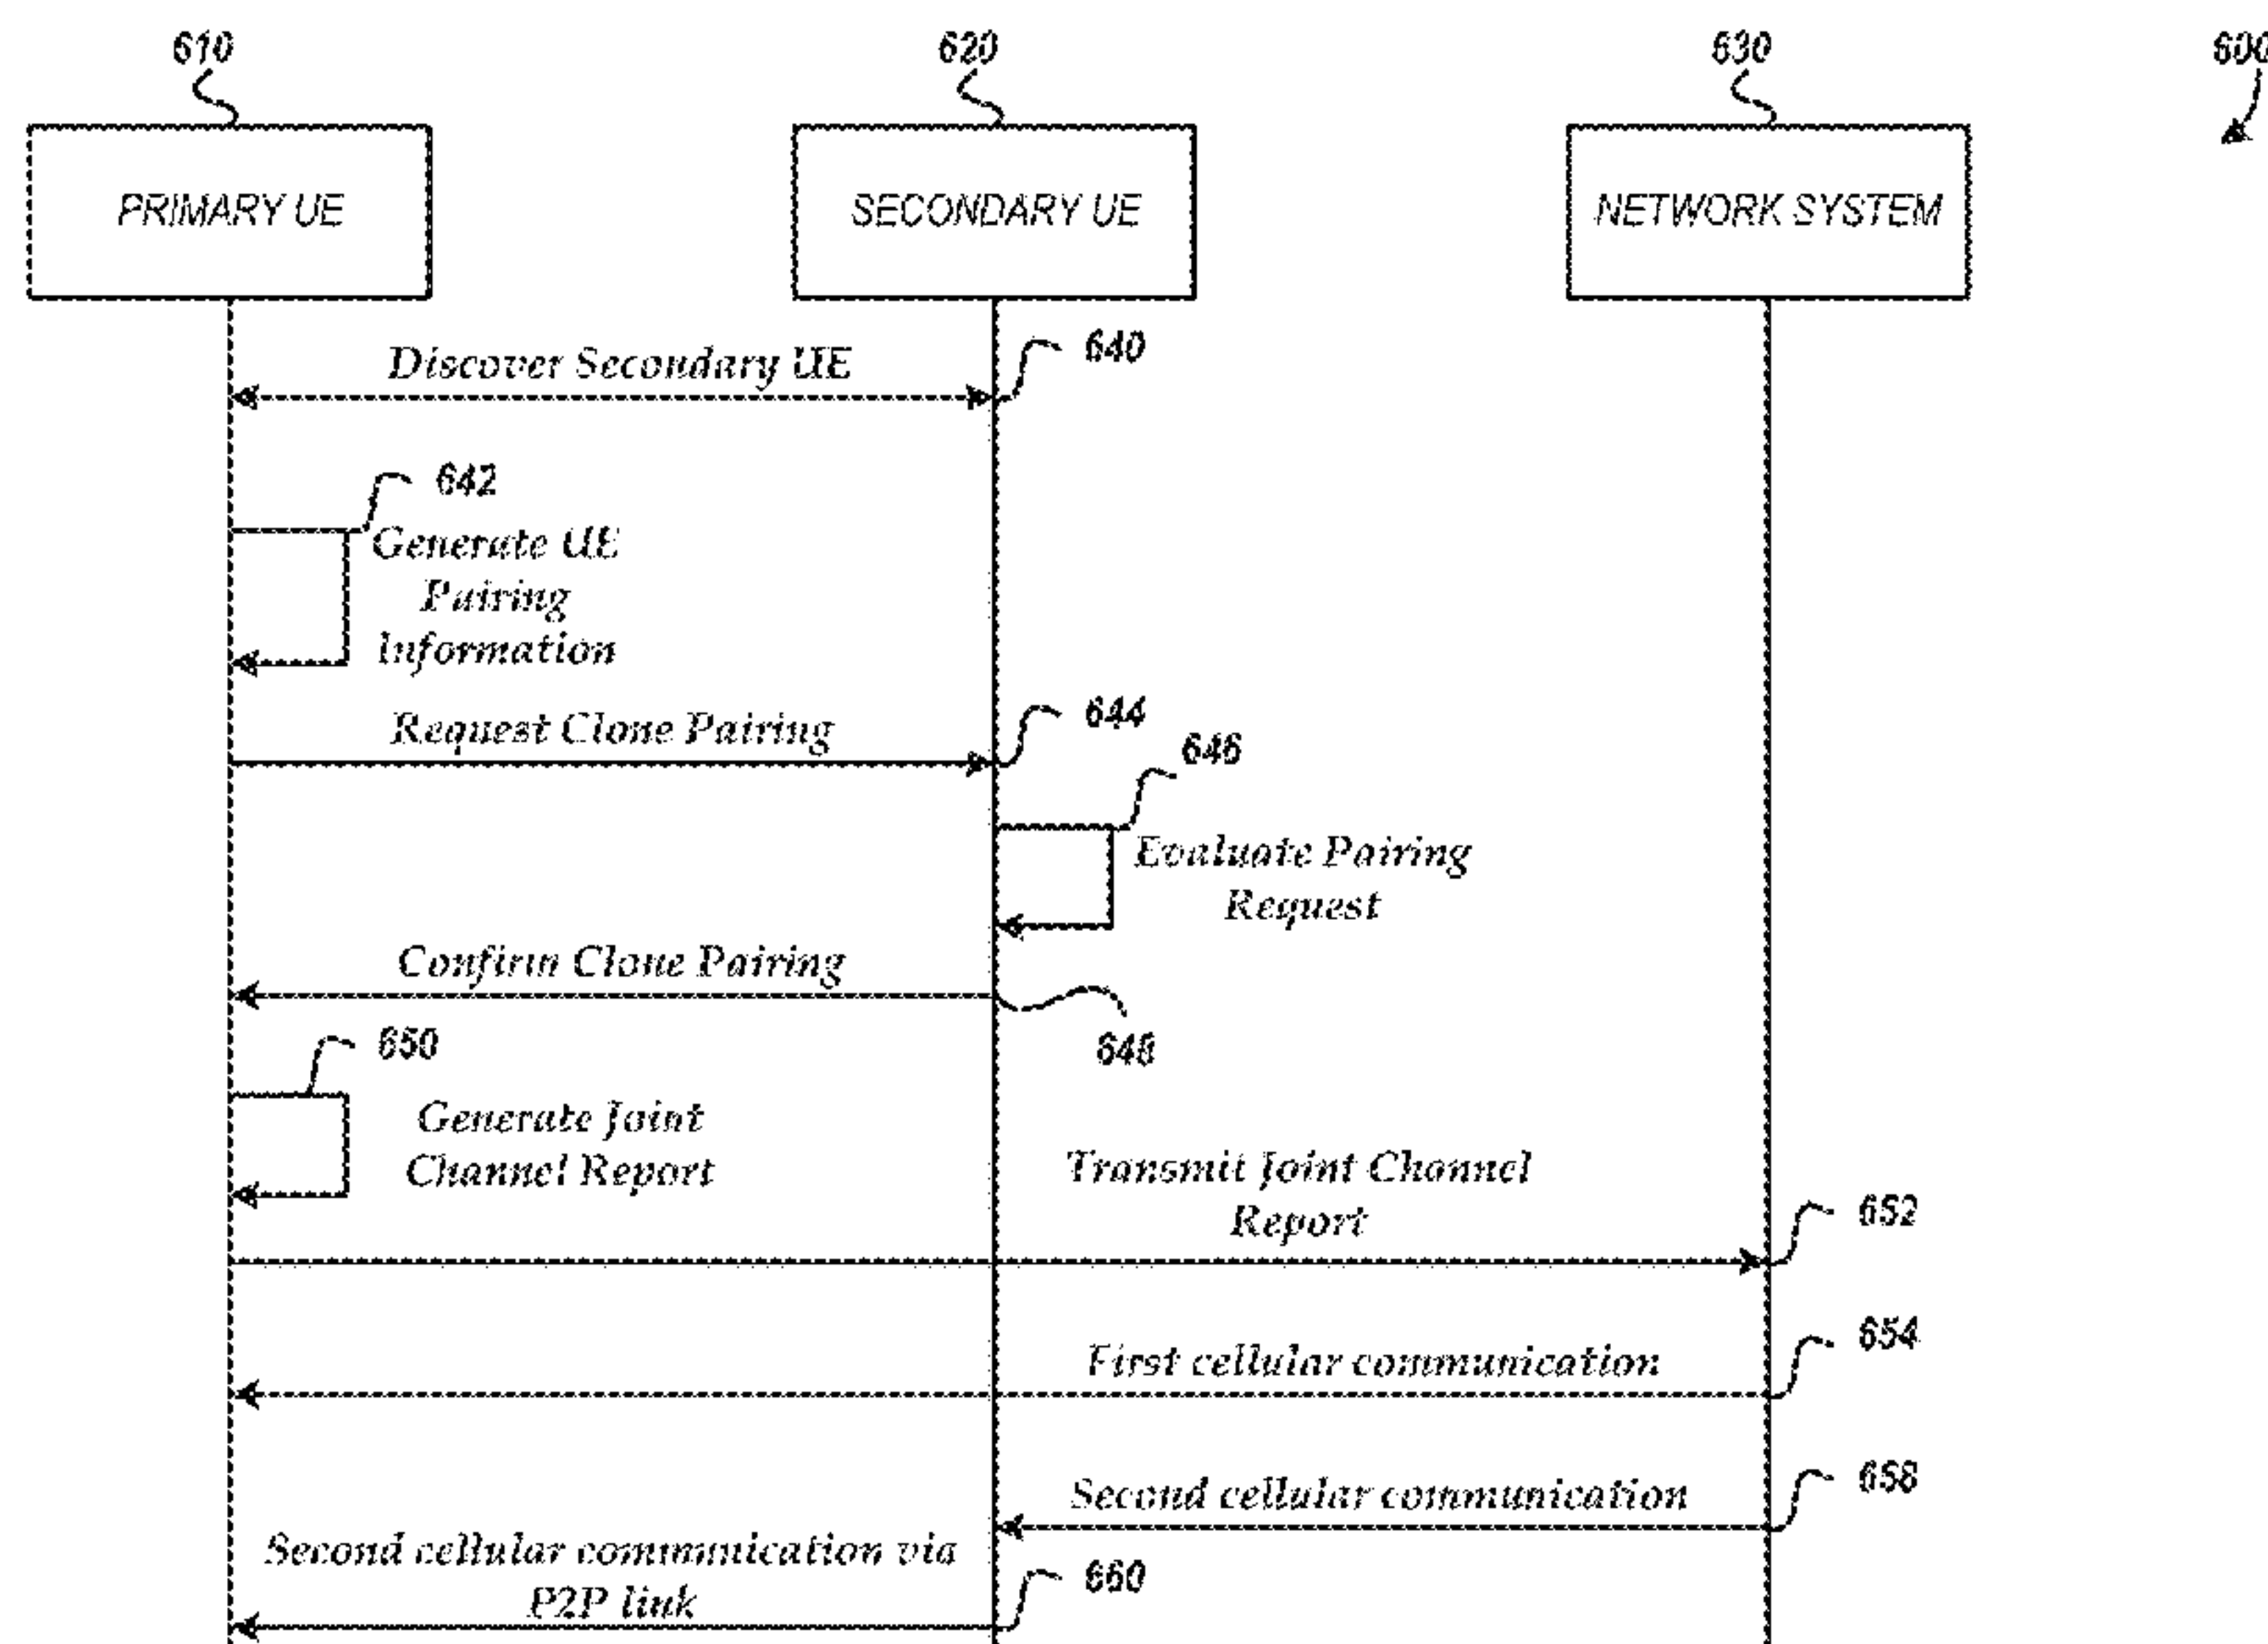 610
620
630
600
PRIMARY UE
SECONDARY UE
NETWORK SYSTEM
Discover Secondary UE
640
642
Generate UE
Pairing
Information
Request Clone Pairing
644
646
Evaluate Pairing
Request
Confirm Clone Pairing
648
650
Generate Joint
Channel Report
Transmit Joint Channel
Report
652
654
First cellular communication
658
Second cellular communication
Second cellular communication via
P2P link
660